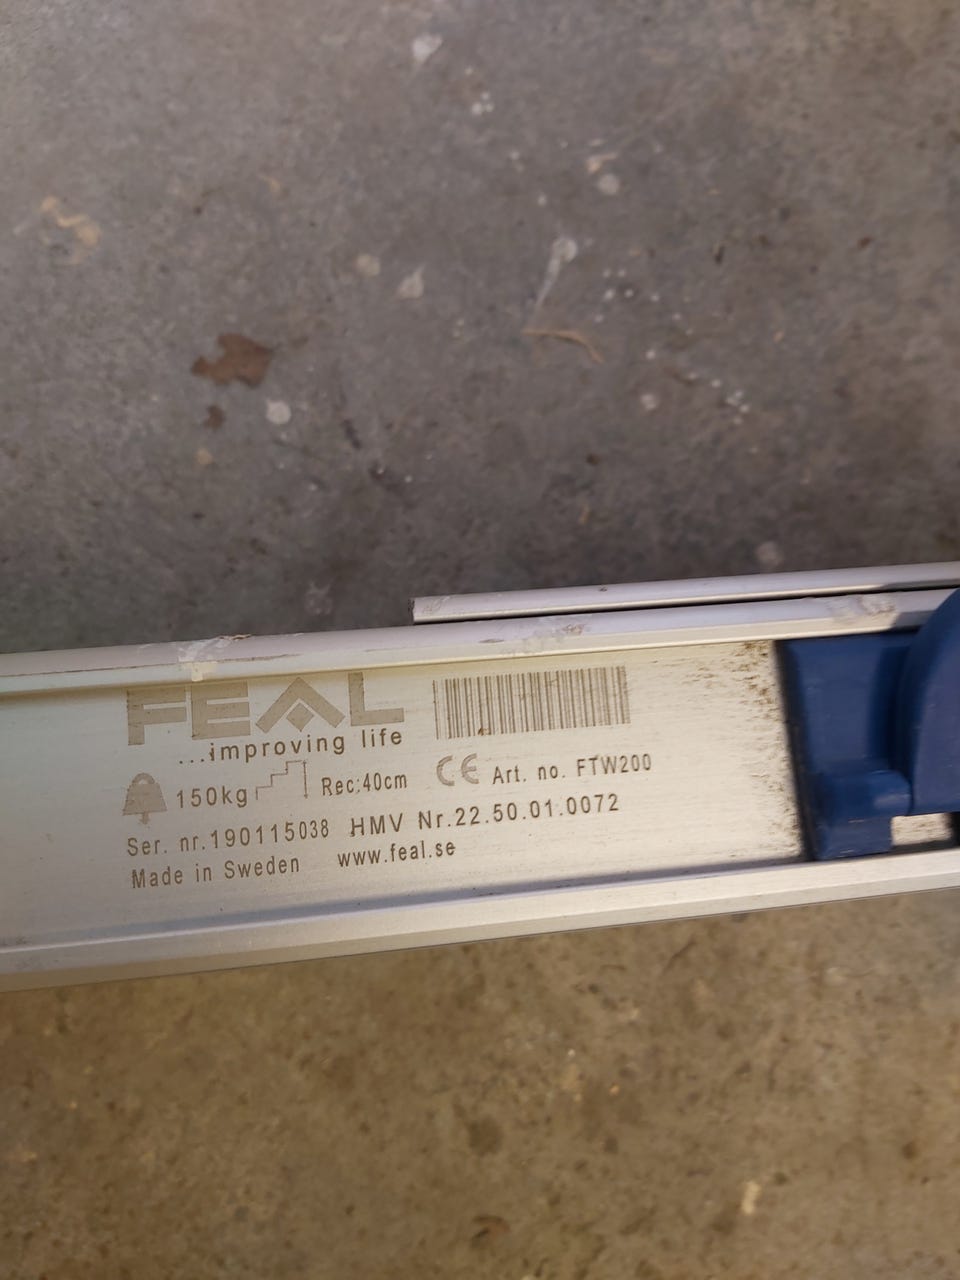 FEAL
...improving life
150kg Rec:40cm CE Art. no. FTW200
Ser. nr.190115038 HMV Nr.22.50.01.0072
Made in Sweden www.feal.se